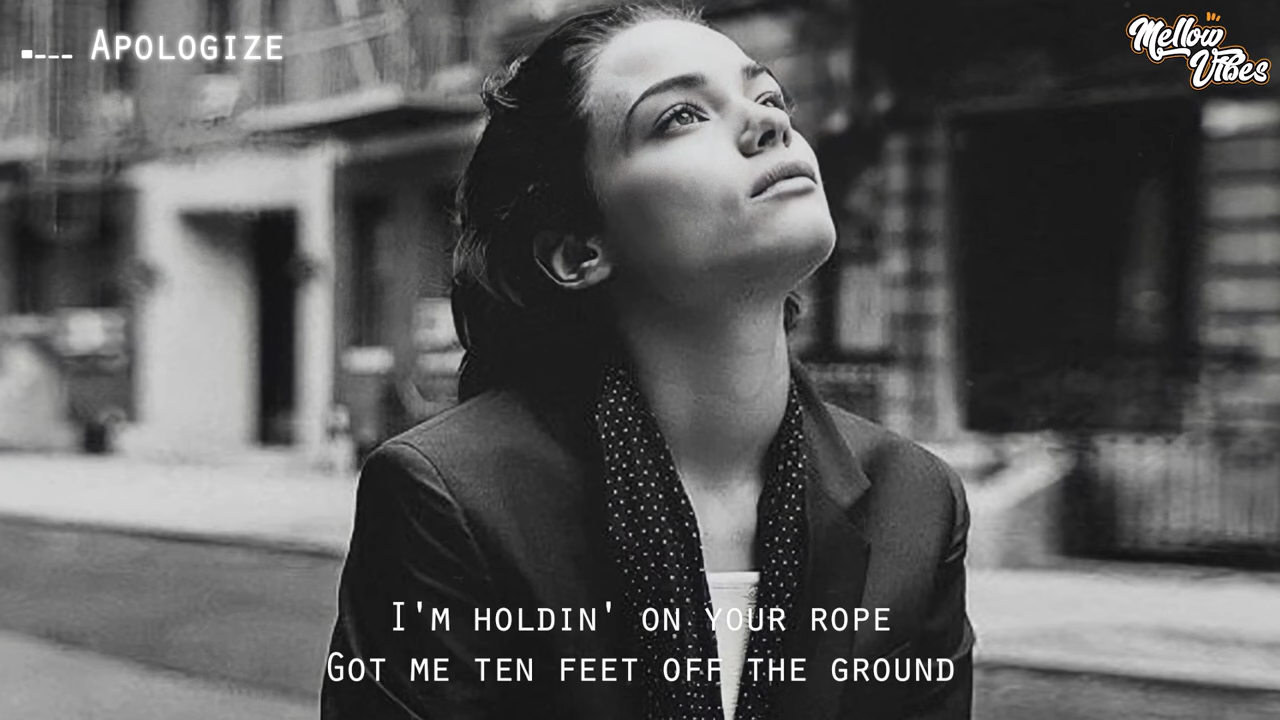 Apologize
Mellow
Vibes
I'm holdin' on your rope
Got me ten feet off the ground